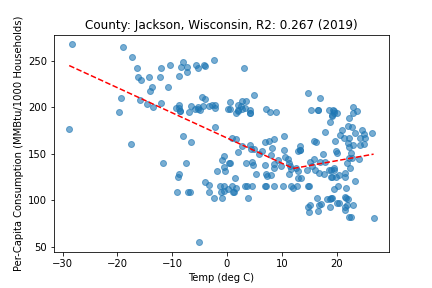 County: Jackson, Wisconsin, R2: 0.267 (2019)
Per-Capita Consumption (MMBtu/1000 Households)
250
200
150
100
50
−30 −20 −10 0 10 20
Temp (deg C)